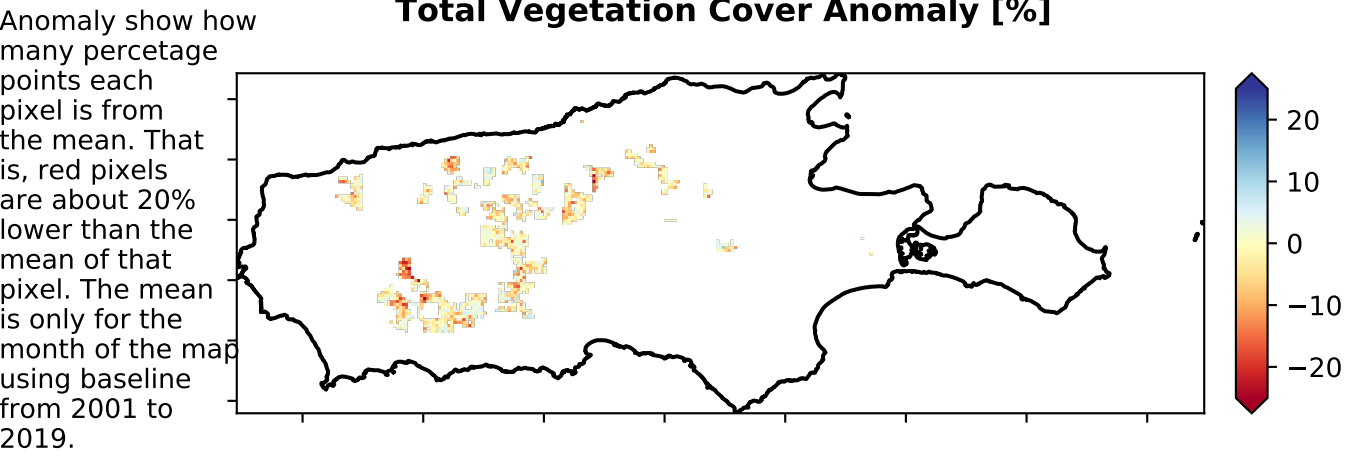 Total Vegetation Cover Anomaly [%]
Anomaly show how
many percetage
points each
pixel is from
the mean. That
is, red pixels
are about 20%
lower than the
mean of that
pixel. The mean
is only for the
month of the map
using baseline
from 2001 to
2019.
20
10
0
−10
−20